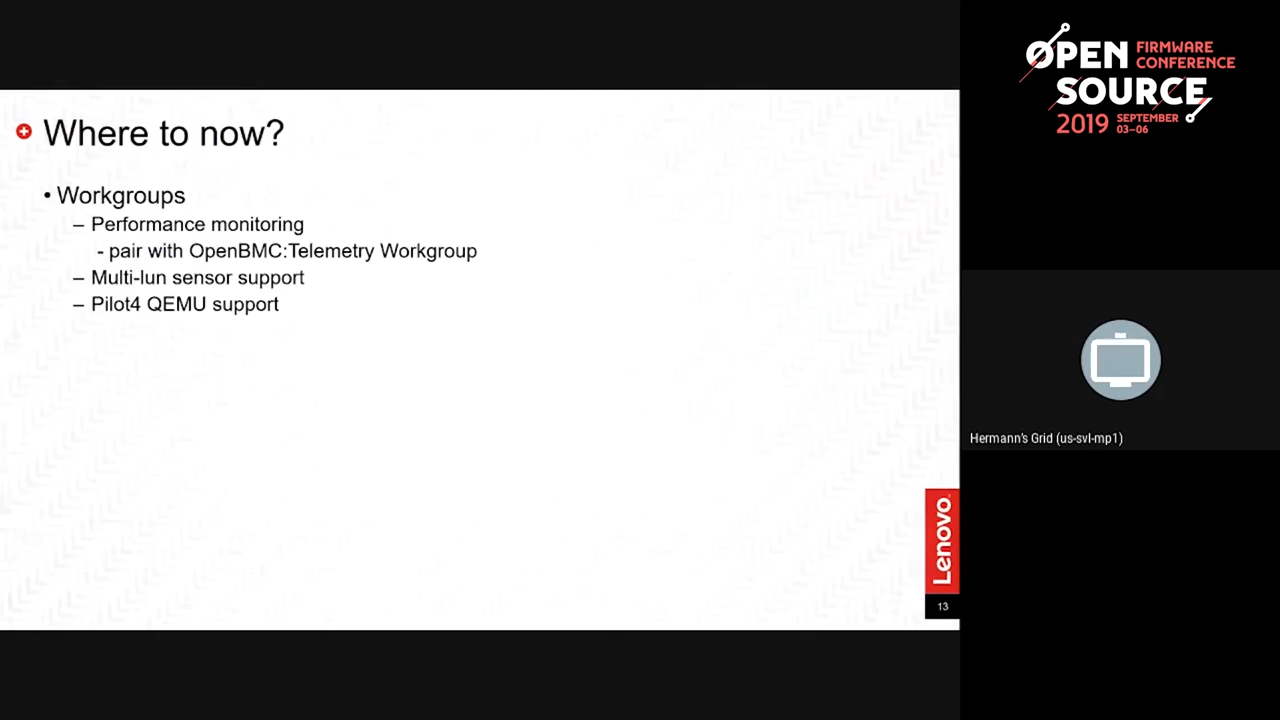 Where to now?
• Workgroups
– Performance monitoring
- pair with OpenBMC:Telemetry Workgroup
– Multi-lun sensor support
– Pilot4 QEMU support
Lenovo
13
OPEN
SOURCE
FIRMWARE
CONFERENCE
2019
SEPTEMBER
03–06
Hermann's Grid (us-svl-mp1)